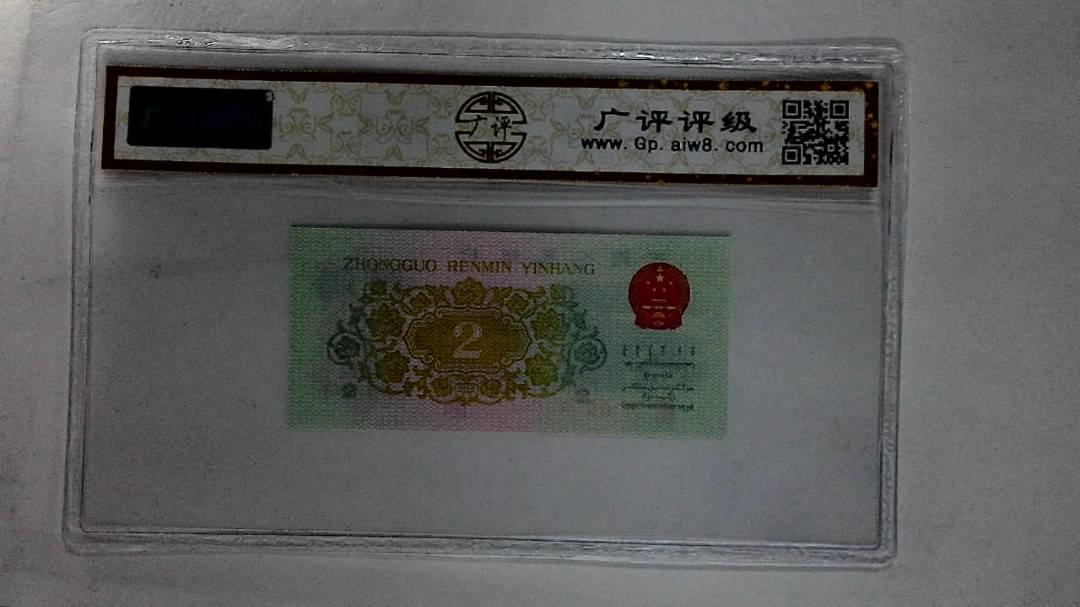 广评
广评评级
www.Gp.aiw8.com
ZHONGGUO RENMIN YINHANG
2